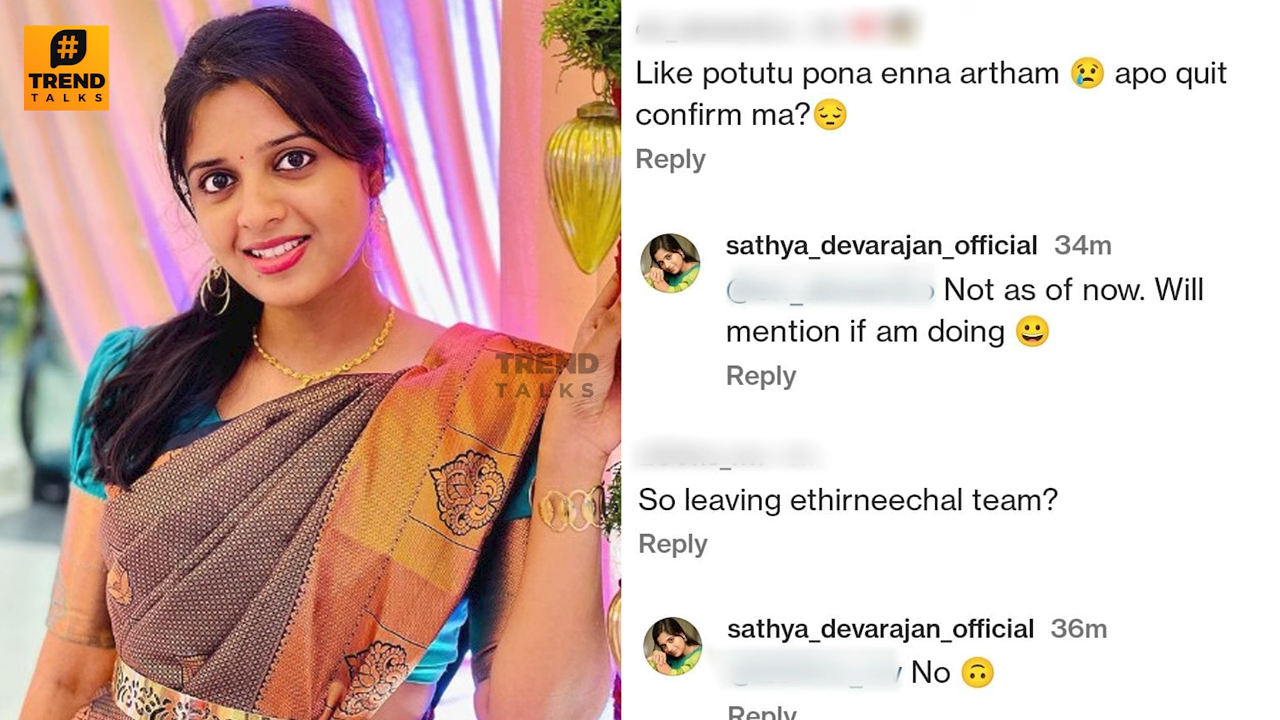 #
TREND
TALKS
TREND
TALKS
Like potutu pona enna artham 😢 apo quit
confirm ma?😔
Reply
sathya_devarajan_official 34m
Not as of now. Will
mention if am doing 😀
Reply
So leaving ethirneechal team?
Reply
sathya_devarajan_official 36m
No 🙃
Reply